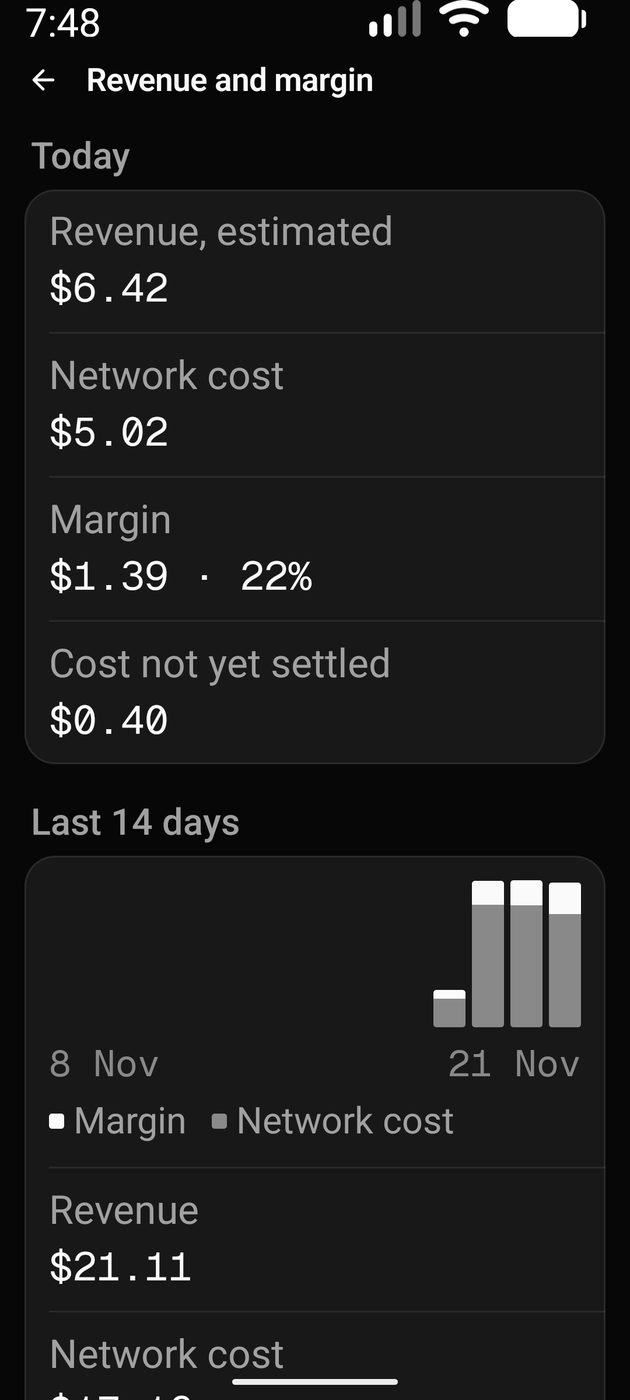 7:48
Revenue and margin
Today
Revenue, estimated
$6.42
Network cost
$5.02
Margin
$1.39 · 22%
Cost not yet settled
$0.40
Last 14 days
8 Nov 21 Nov
Margin Network cost
Revenue
$21.11
Network cost